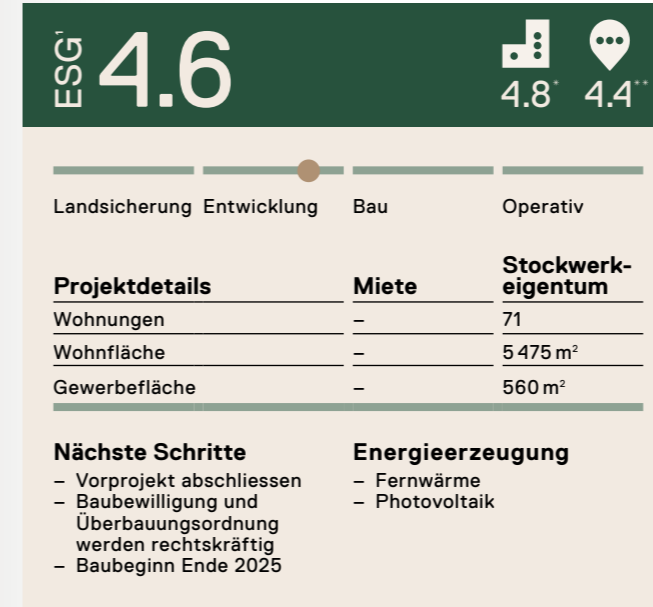 ESG¹ 4.6
4.8* 4.4**
Landsicherung Entwicklung Bau Operativ
Projektdetails Miete Stockwerk-
eigentum
Wohnungen – 71
Wohnfläche – 5 475 m²
Gewerbefläche – 560 m²
Nächste Schritte
– Vorprojekt abschliessen
– Baubewilligung und
Überbauungsordnung
werden rechtskräftig
– Baubeginn Ende 2025
Energieerzeugung
– Fernwärme
– Photovoltaik